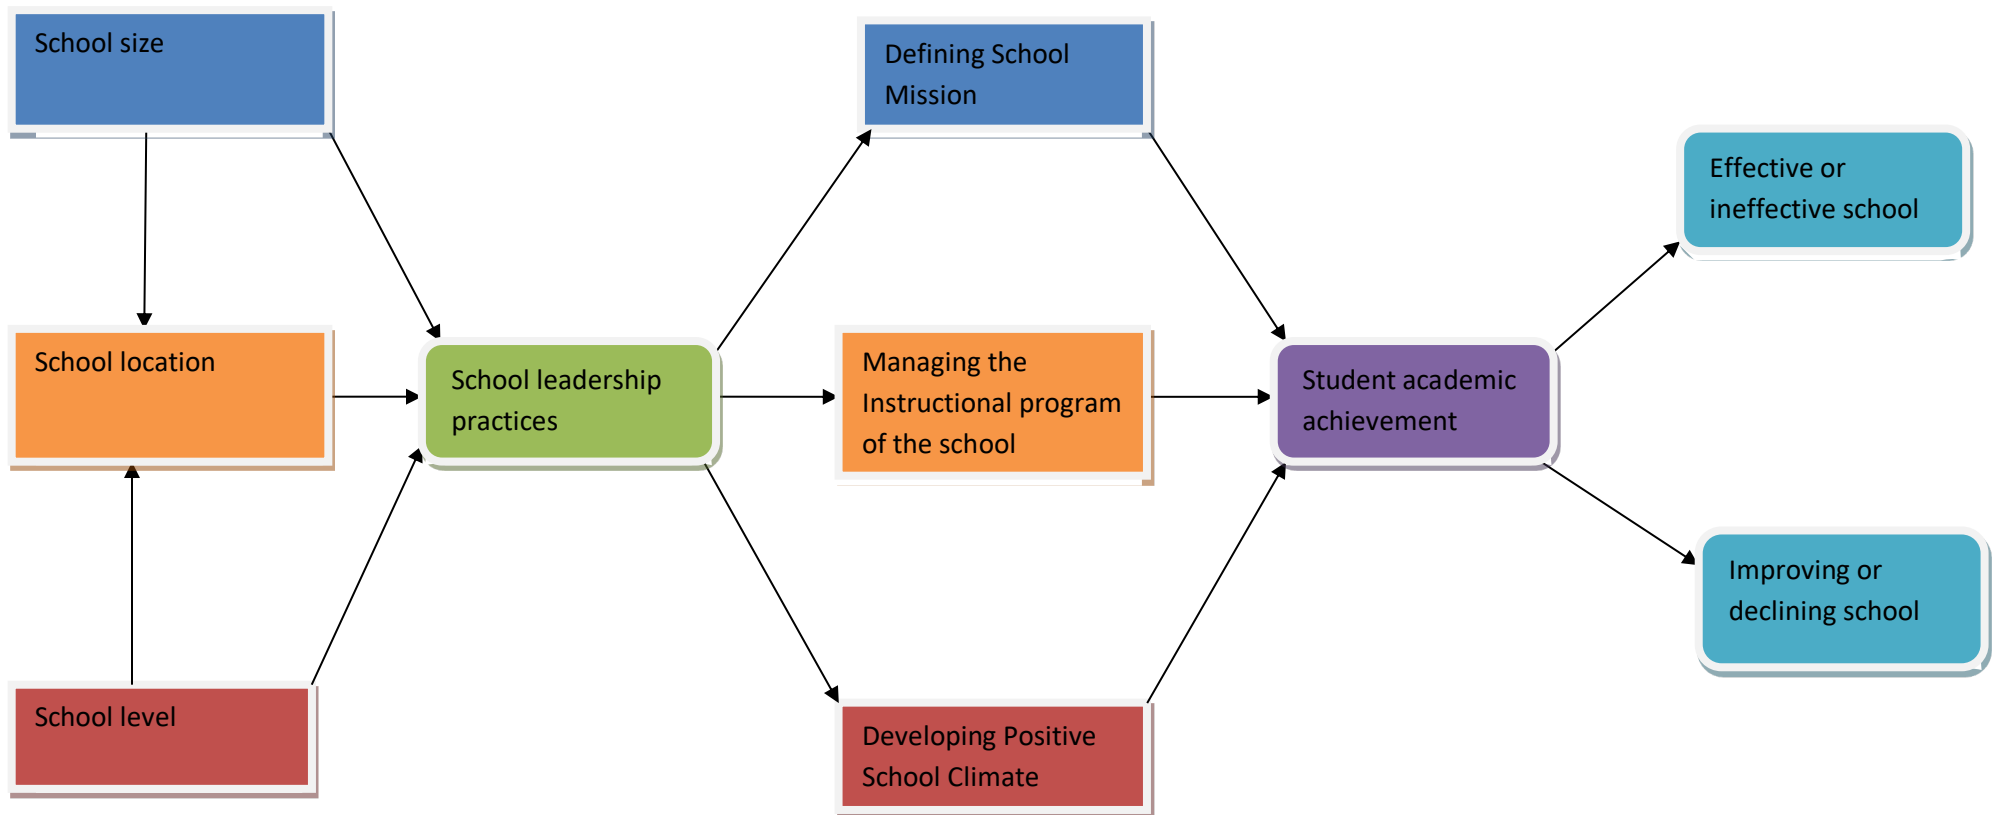 School size
School location
School level
School leadership
practices
Defining School
Mission
Managing the
Instructional program
of the school
Developing Positive
School Climate
Student academic
achievement
Effective or
ineffective school
Improving or
declining school